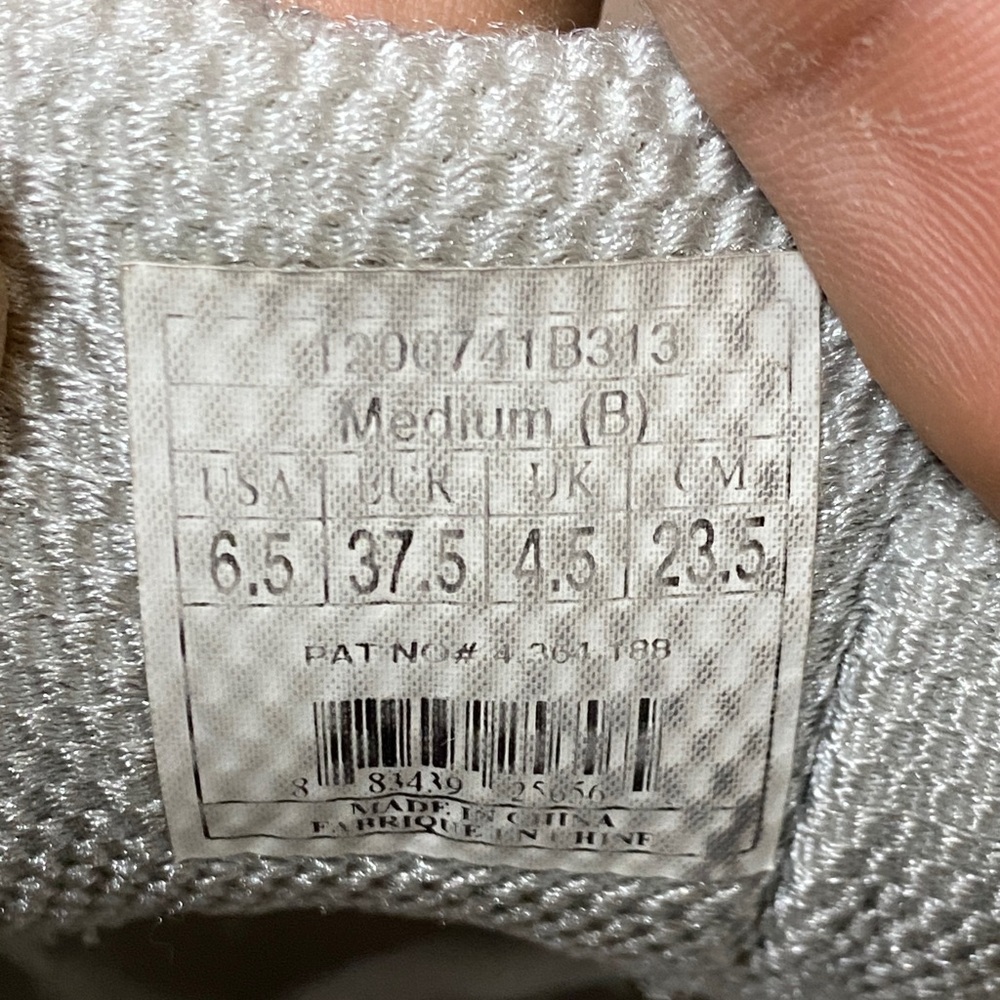 1200741B313
Medium (B)
USA EUR UK CM
6.5 37.5 4.5 23.5
PAT NO# 4,364,188
8 83439 25656
MADE IN CHINA
FABRIQUE EN CHINE